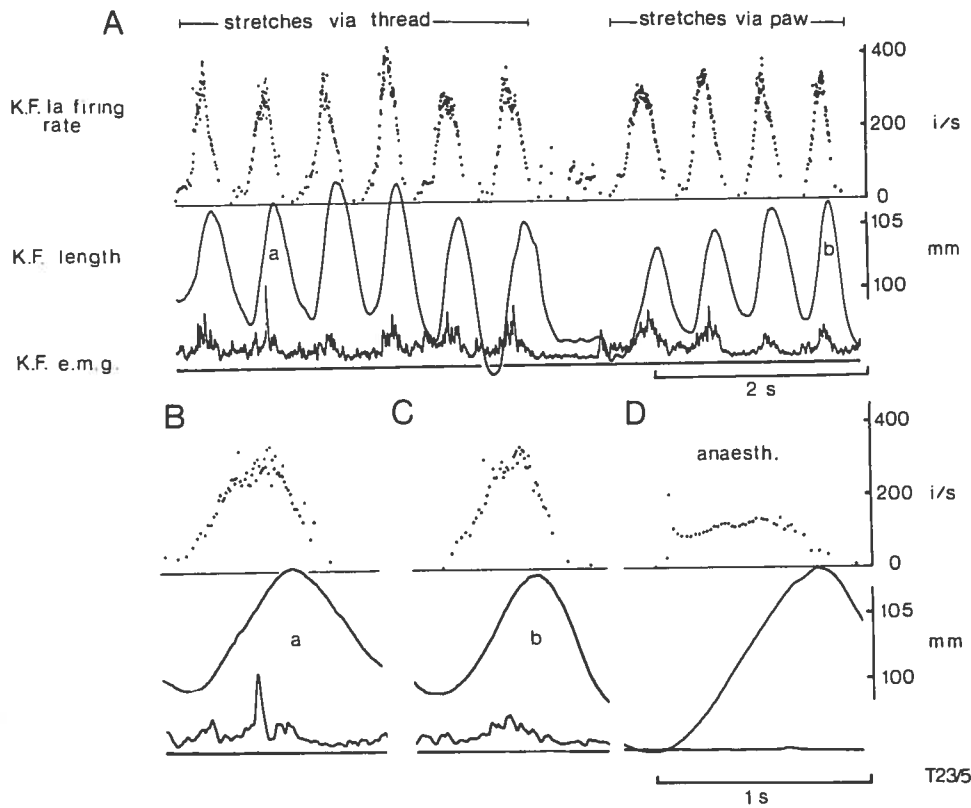 A
stretches via thread
stretches via paw
K.F. Ia firing rate
400
200 i/s
0
K.F. length
a
b
105
mm
100
K.F. e.m.g.
2 s
B
C
D
anaesth.
400
200 i/s
0
a
b
105
mm
100
1 s
T23/5